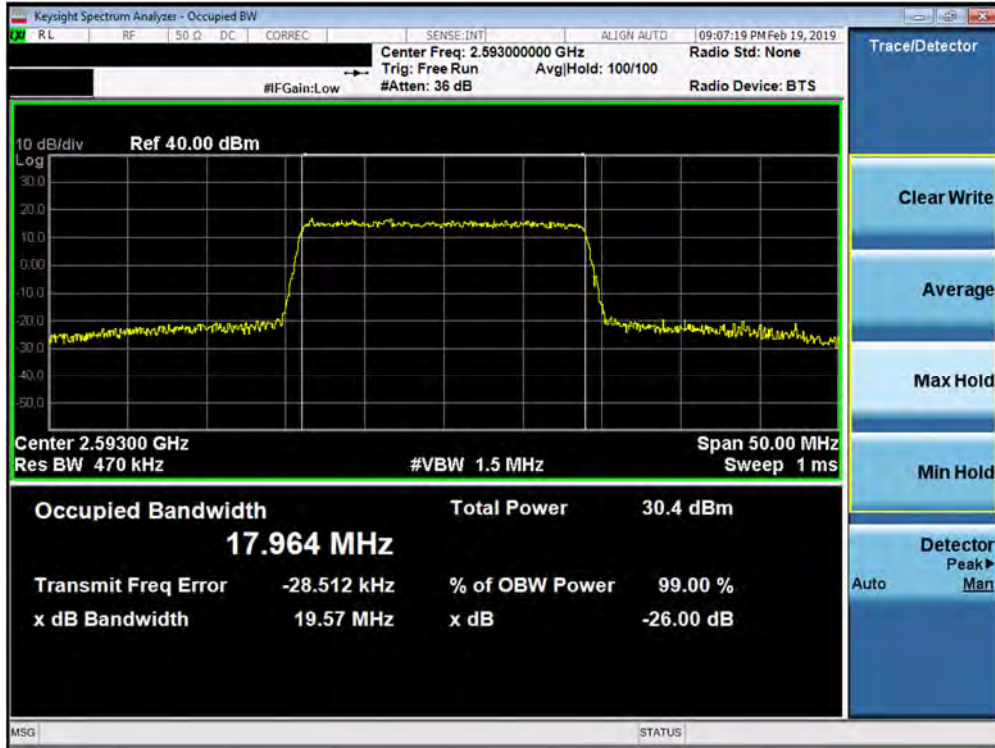 Keysight Spectrum Analyzer - Occupied BW
LXI RL RF 50 Ω DC CORREC SENSE:INT ALIGN AUTO 09:07:19 PM Feb 19, 2019
Center Freq: 2.593000000 GHz Radio Std: None
Trig: Free Run Avg|Hold: 100/100
#IFGain:Low #Atten: 36 dB Radio Device: BTS
Trace/Detector
10 dB/div Ref 40.00 dBm
Log
30.0
20.0
10.0
0.00
-10.0
-20.0
-30.0
-40.0
-50.0
Center 2.59300 GHz Span 50.00 MHz
Res BW 470 kHz #VBW 1.5 MHz Sweep 1 ms
Clear Write
Average
Max Hold
Min Hold
Detector
Peak▶
Auto Man
Occupied Bandwidth Total Power 30.4 dBm
17.964 MHz
Transmit Freq Error -28.512 kHz % of OBW Power 99.00 %
x dB Bandwidth 19.57 MHz x dB -26.00 dB
MSG STATUS